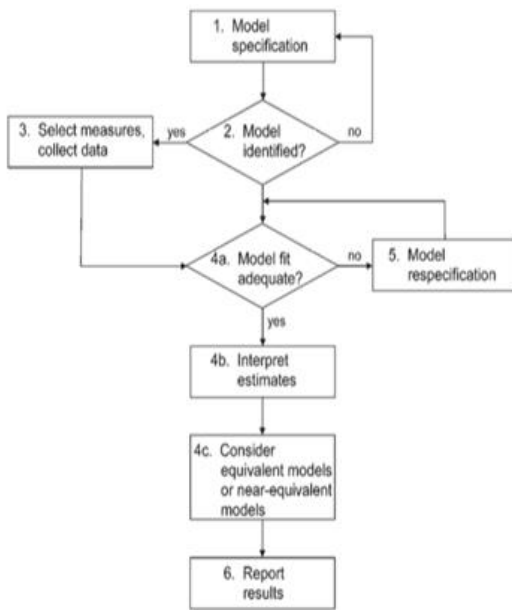 1. Model
specification
3. Select measures,
collect data
yes
2. Model
identified?
no
4a. Model fit
adequate?
no
5. Model
respecification
yes
4b. Interpret
estimates
4c. Consider
equivalent models
or near-equivalent
models
6. Report
results